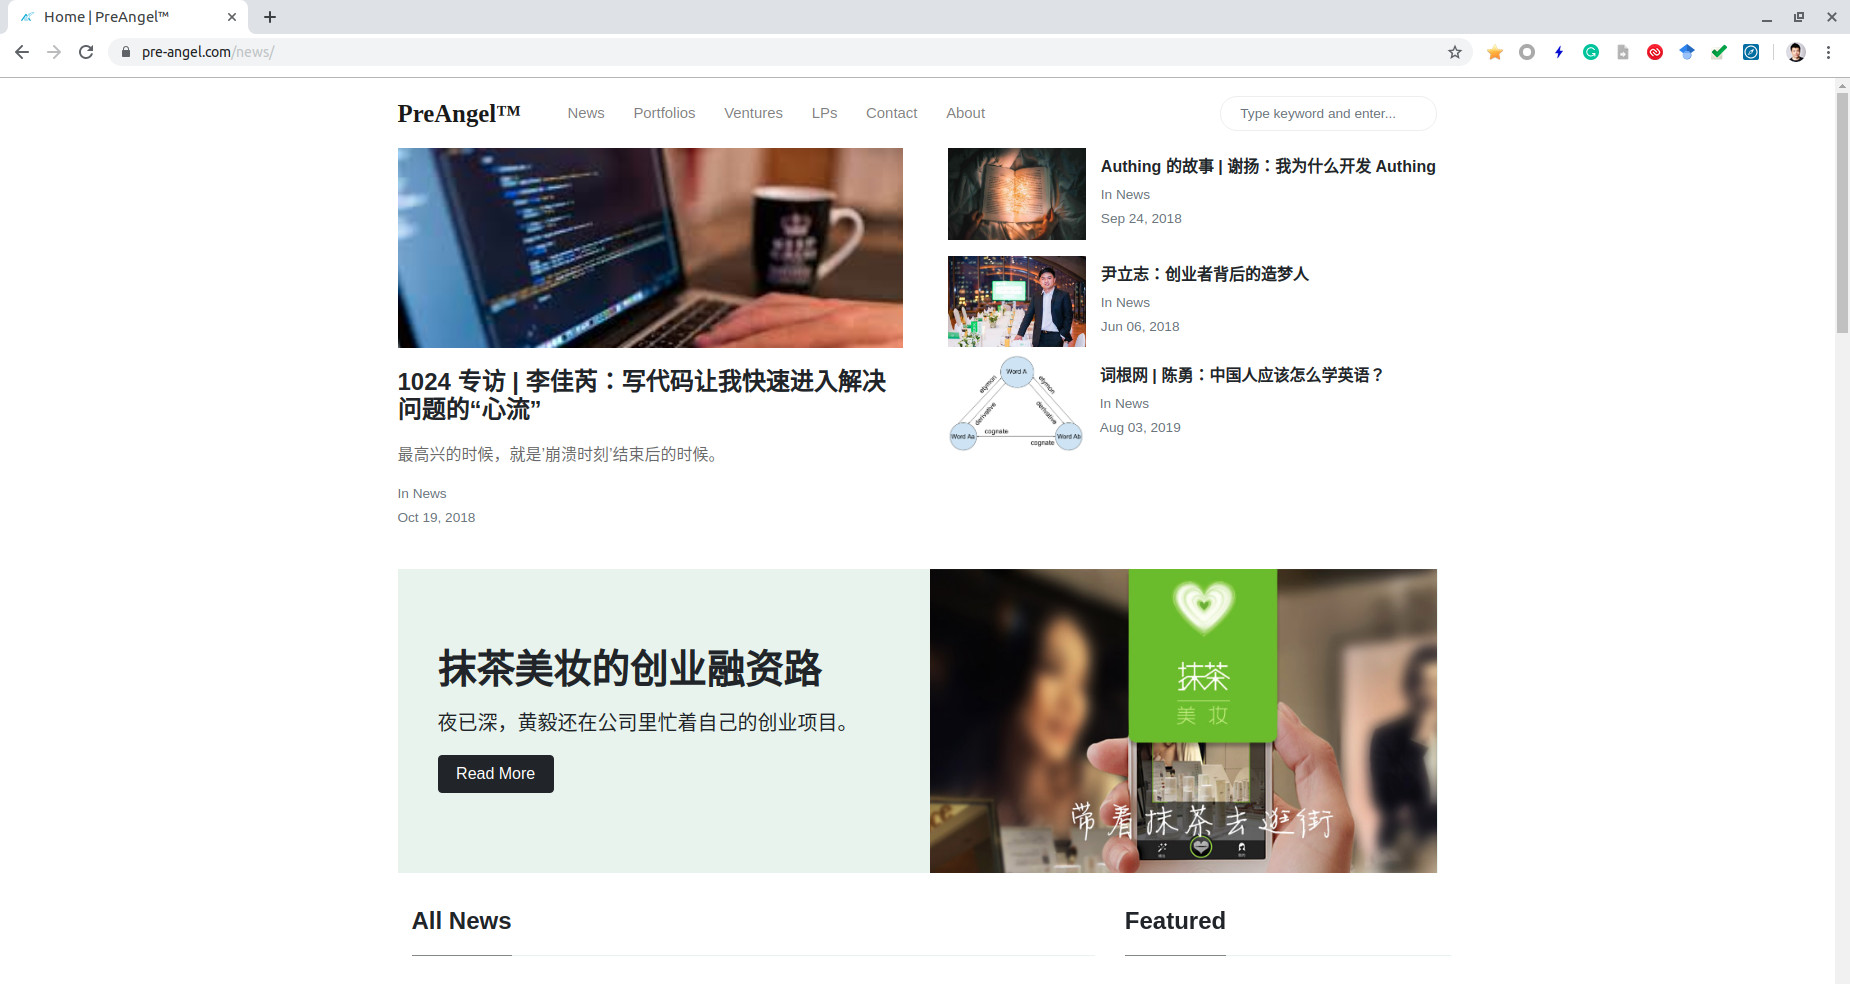 Home | PreAngel™
pre-angel.com/news/
PreAngel™
News
Portfolios
Ventures
LPs
Contact
About
Type keyword and enter...
1024 专访 | 李佳芮：写代码让我快速进入解决
问题的“心流”
最高兴的时候，就是'崩溃时刻'结束后的时候。
In News
Oct 19, 2018
Authing 的故事 | 谢扬：我为什么开发 Authing
In News
Sep 24, 2018
尹立志：创业者背后的造梦人
In News
Jun 06, 2018
Word A
etymon
etymon
derivative
derivative
Word Aa
cognate
cognate
Word Ab
词根网 | 陈勇：中国人应该怎么学英语？
In News
Aug 03, 2019
抹茶美妆的创业融资路
夜已深，黄毅还在公司里忙着自己的创业项目。
Read More
抹茶
美妆
带看抹茶去逛街
All News
Featured